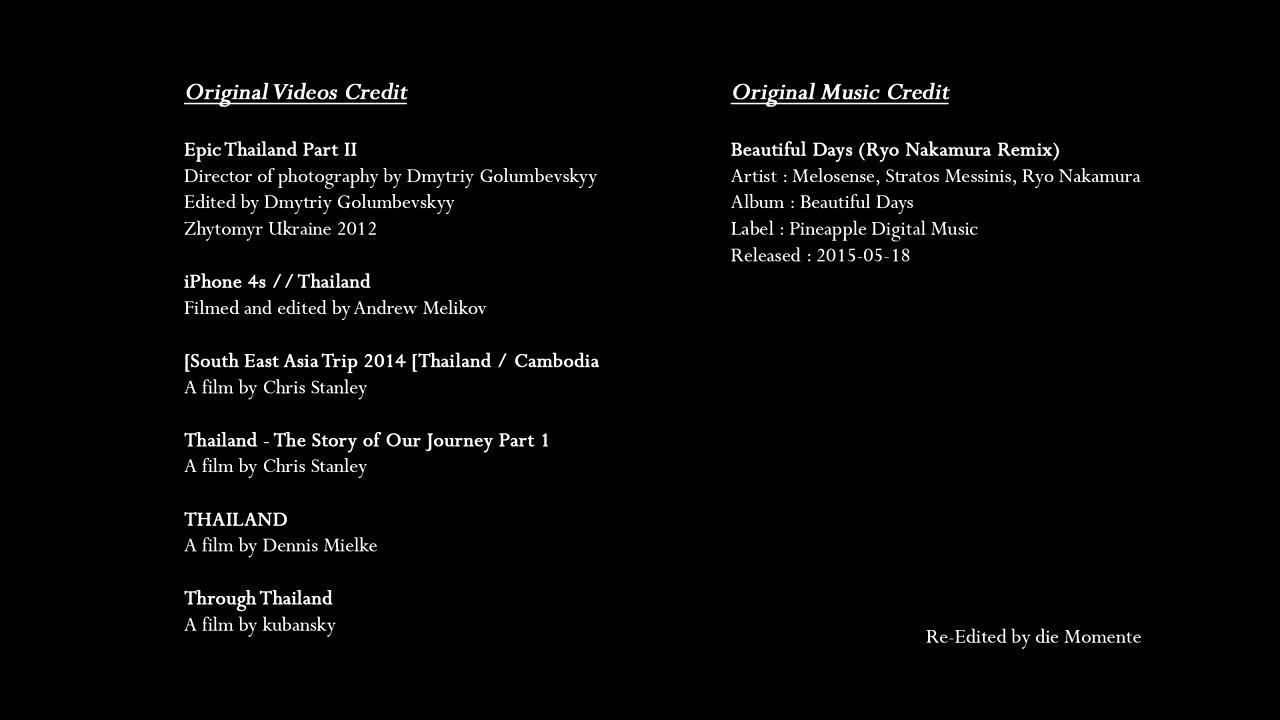 Original Videos Credit
Epic Thailand Part II
Director of photography by Dmytriy Golumbevskyy
Edited by Dmytriy Golumbevskyy
Zhytomyr Ukraine 2012
iPhone 4s // Thailand
Filmed and edited by Andrew Melikov
[South East Asia Trip 2014 [Thailand / Cambodia
A film by Chris Stanley
Thailand - The Story of Our Journey Part 1
A film by Chris Stanley
THAILAND
A film by Dennis Mielke
Through Thailand
A film by kubansky
Original Music Credit
Beautiful Days (Ryo Nakamura Remix)
Artist : Melosense, Stratos Messinis, Ryo Nakamura
Album : Beautiful Days
Label : Pineapple Digital Music
Released : 2015-05-18
Re-Edited by die Momente